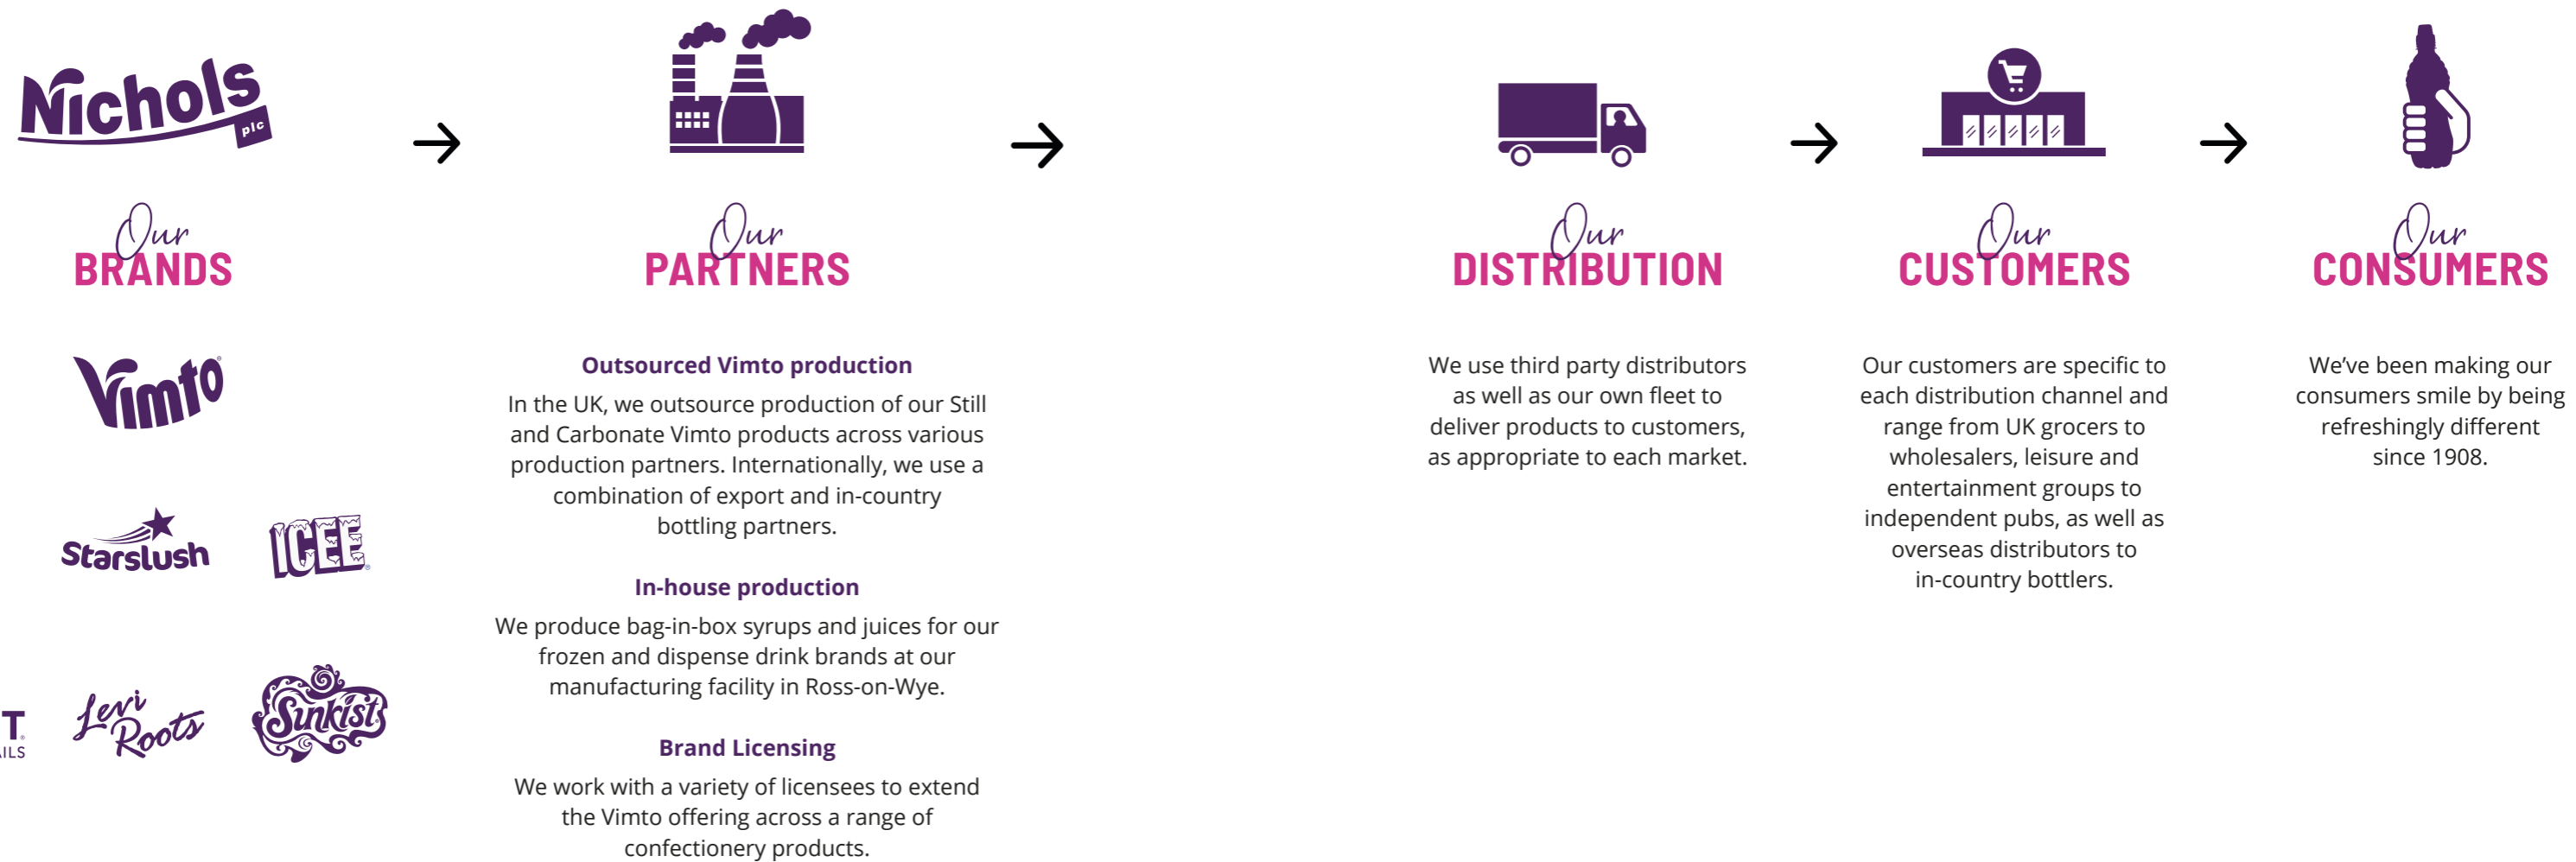 Nichols
plc
Our
BRANDS
Vimto
Starslush
ICEE
T
AILS
Levi
Roots
Sunkist
Our
PARTNERS
Outsourced Vimto production
In the UK, we outsource production of our Still
and Carbonate Vimto products across various
production partners. Internationally, we use a
combination of export and in-country
bottling partners.
In-house production
We produce bag-in-box syrups and juices for our
frozen and dispense drink brands at our
manufacturing facility in Ross-on-Wye.
Brand Licensing
We work with a variety of licensees to extend
the Vimto offering across a range of
confectionery products.
Our
DISTRIBUTION
We use third party distributors
as well as our own fleet to
deliver products to customers,
as appropriate to each market.
Our
CUSTOMERS
Our customers are specific to
each distribution channel and
range from UK grocers to
wholesalers, leisure and
entertainment groups to
independent pubs, as well as
overseas distributors to
in-country bottlers.
Our
CONSUMERS
We’ve been making our
consumers smile by being
refreshingly different
since 1908.